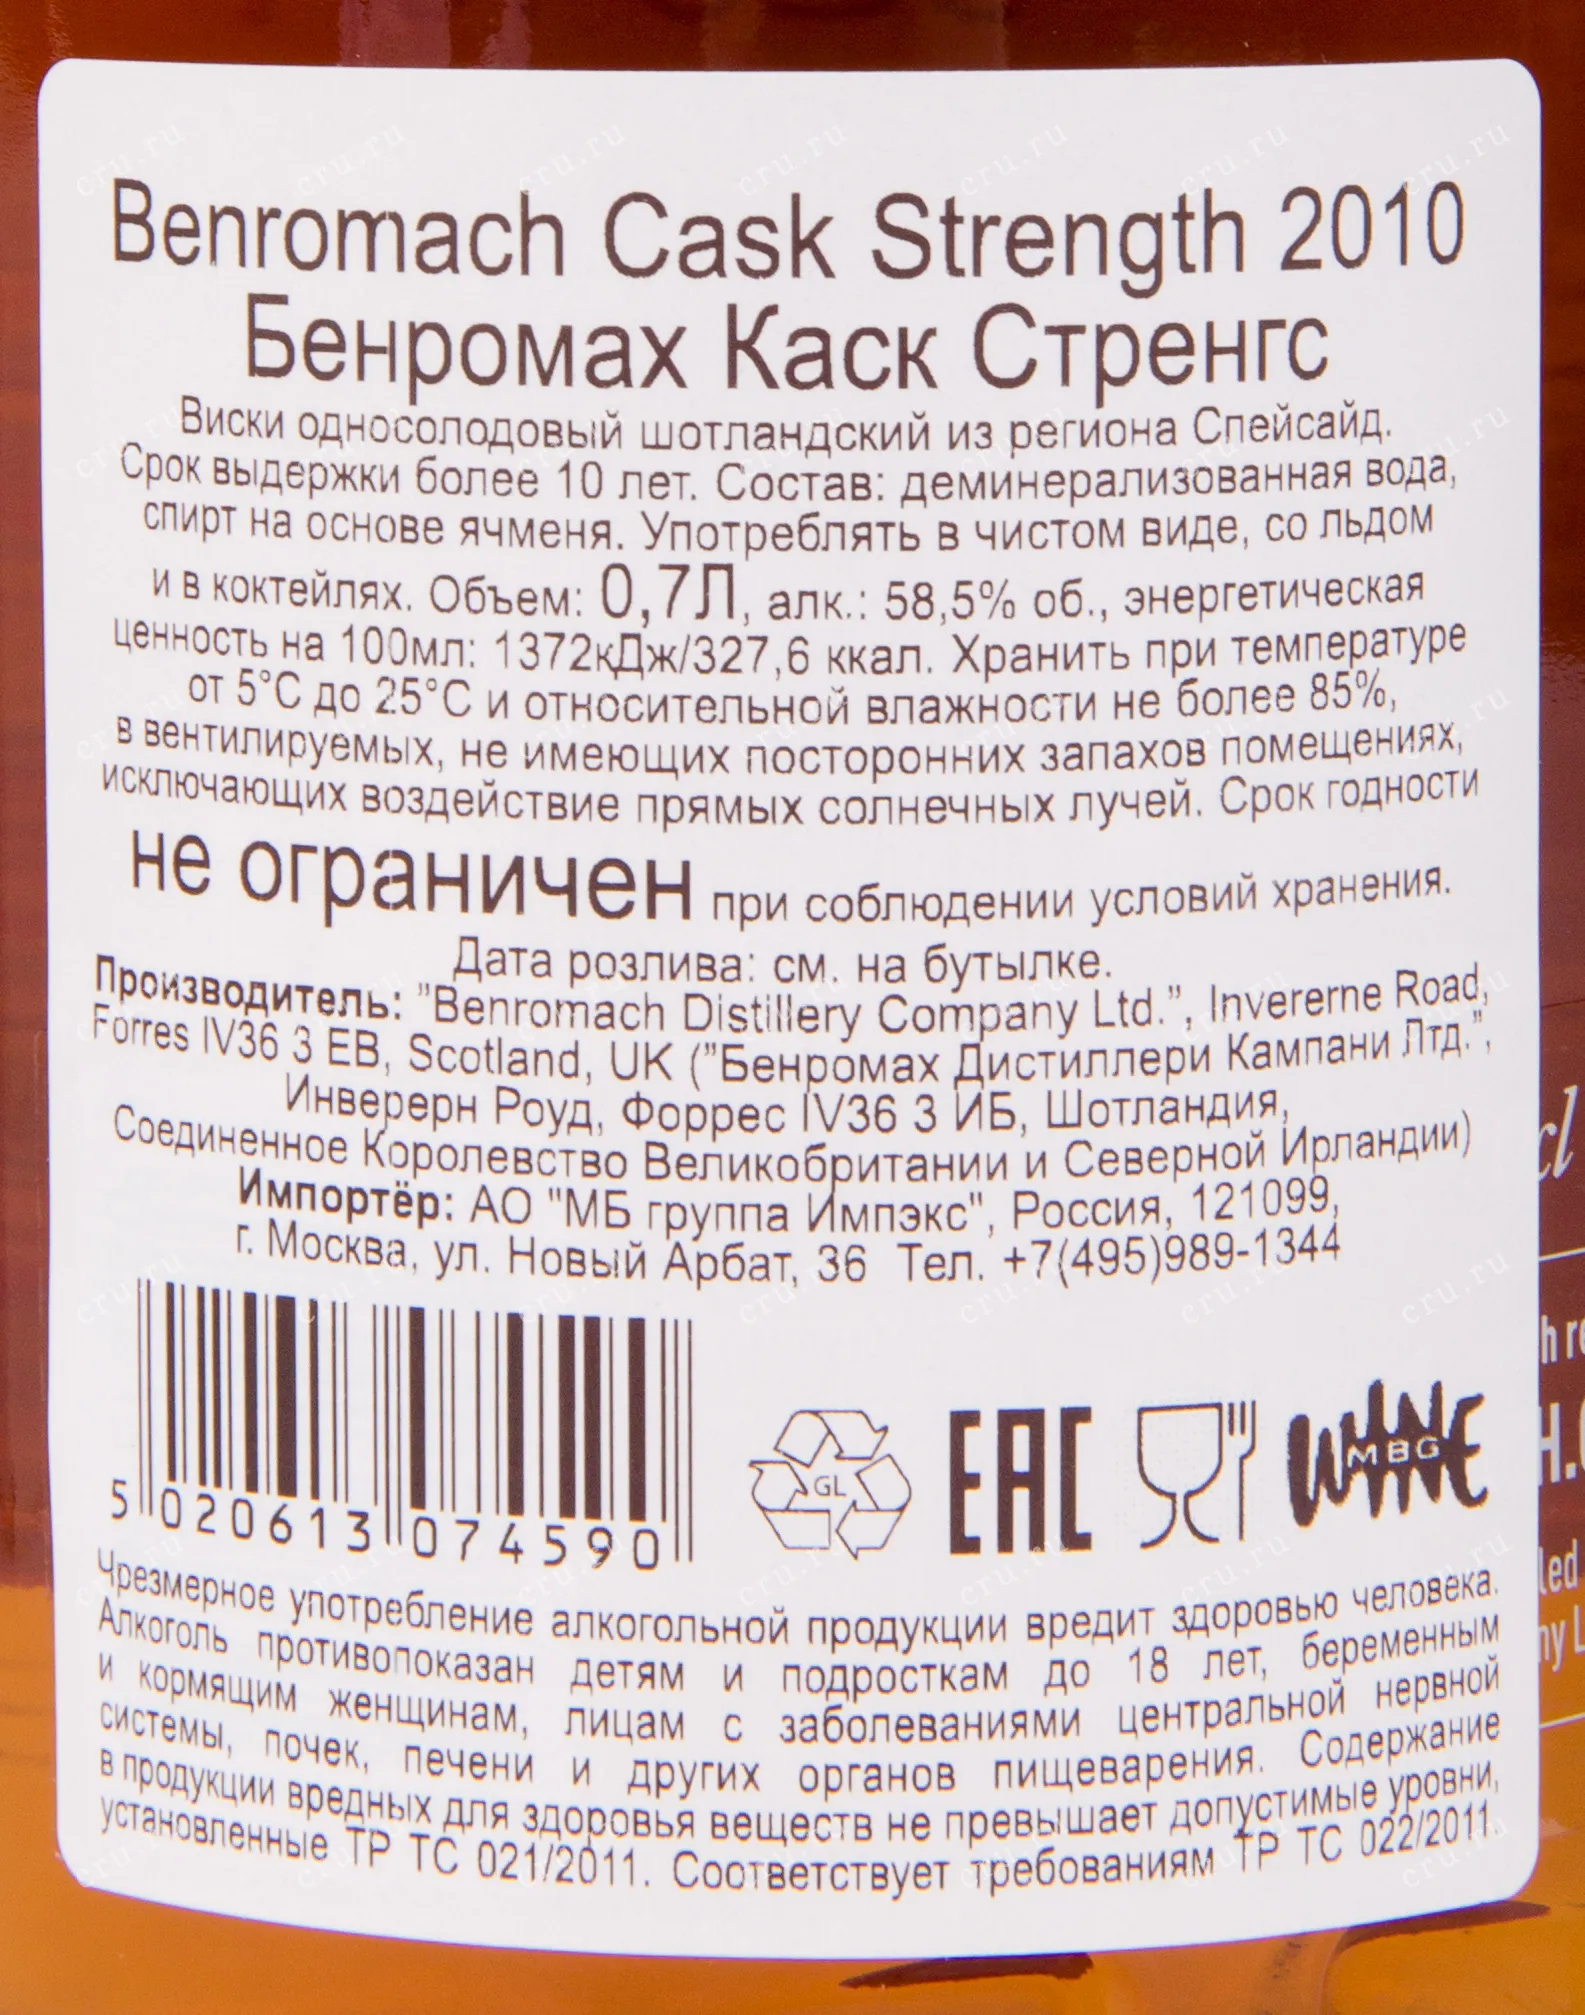 Benromach Cask Strength 2010
Бенромах Каск Стренгс
Виски односолодовый шотландский из региона Спейсайд.
Срок выдержки более 10 лет. Состав: деминерализованная вода,
спирт на основе ячменя. Употреблять в чистом виде, со льдом
и в коктейлях. Объем: 0,7Л, алк.: 58,5% об., энергетическая
ценность на 100мл: 1372кДж/327,6 ккал. Хранить при температуре
от 5°С до 25°С и относительной влажности не более 85%,
в вентилируемых, не имеющих посторонних запахов помещениях,
исключающих воздействие прямых солнечных лучей. Срок годности
не ограничен при соблюдении условий хранения.
Дата розлива: см. на бутылке.
Производитель: "Benromach Distillery Company Ltd.", Invererne Road,
Forres IV36 3 EB, Scotland, UK ("Бенромах Дистиллери Кампани Лтд.",
Инверерн Роуд, Форрес IV36 3 ИБ, Шотландия,
Соединенное Королевство Великобритании и Северной Ирландии)
Импортёр: АО "МБ группа Импэкс", Россия, 121099,
г. Москва, ул. Новый Арбат, 36 Тел. +7(495)989-1344
5 020613 074590
GL
EAC
WINE
MBG
Чрезмерное употребление алкогольной продукции вредит здоровью человека.
Алкоголь противопоказан детям и подросткам до 18 лет, беременным
и кормящим женщинам, лицам с заболеваниями центральной нервной
системы, почек, печени и других органов пищеварения. Содержание
в продукции вредных для здоровья веществ не превышает допустимые уровни,
установленные ТР ТС 021/2011. Соответствует требованиям ТР ТС 022/2011.
cru.ru